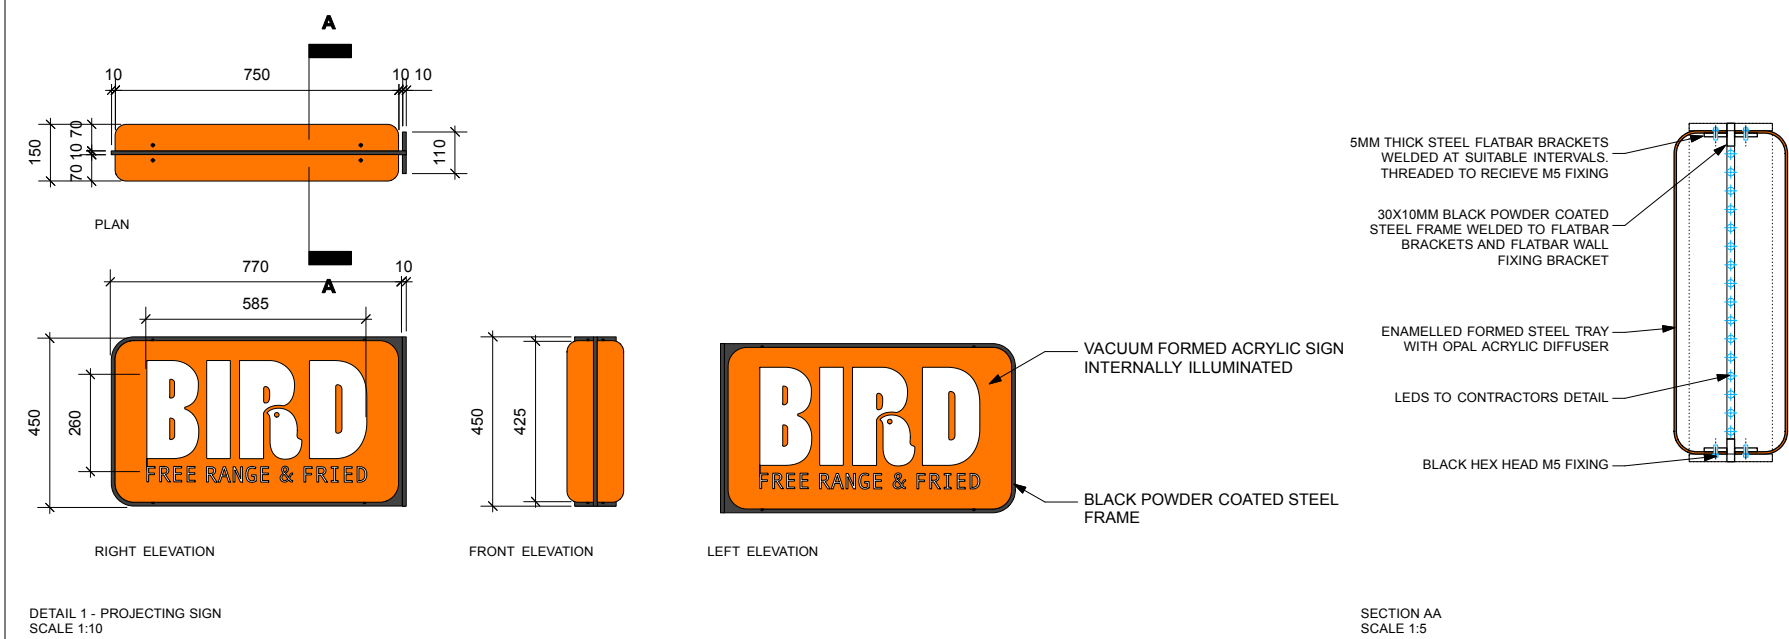 A
10
750
10
10
150
70
10
70
110
PLAN
770
10
A
585
450
260
BIRD
FREE RANGE & FRIED
RIGHT ELEVATION
450
425
FRONT ELEVATION
BIRD
FREE RANGE & FRIED
LEFT ELEVATION
VACUUM FORMED ACRYLIC SIGN
INTERNALLY ILLUMINATED
BLACK POWDER COATED STEEL
FRAME
5MM THICK STEEL FLATBAR BRACKETS
WELDED AT SUITABLE INTERVALS.
THREADED TO RECIEVE M5 FIXING
30X10MM BLACK POWDER COATED
STEEL FRAME WELDED TO FLATBAR
BRACKETS AND FLATBAR WALL
FIXING BRACKET
ENAMELLED FORMED STEEL TRAY
WITH OPAL ACRYLIC DIFFUSER
LEDS TO CONTRACTORS DETAIL
BLACK HEX HEAD M5 FIXING
DETAIL 1 - PROJECTING SIGN
SCALE 1:10
SECTION AA
SCALE 1:5